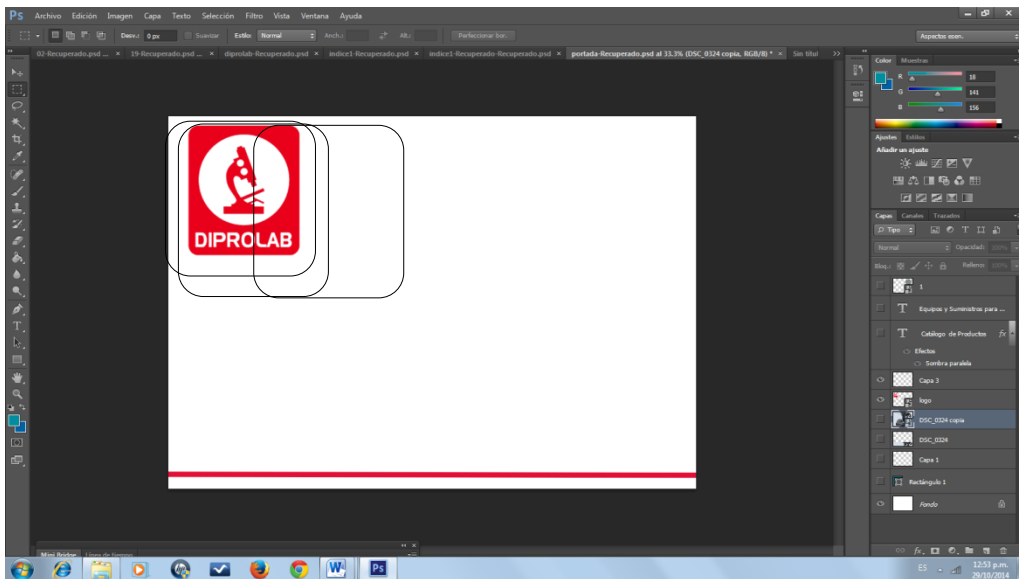 Ps Archivo Edición Imagen Capa Texto Selección Filtro Vista Ventana Ayuda
Desv.: 0 px Suavizar Estilo: Normal Anch.: Alt.: Perfeccionar bor. Aspectos esen.
02-Recuperado.psd ... × 19-Recuperado.psd ... × diprolab-Recuperado.psd × indice1-Recuperado.psd × indice1-Recuperado-Recuperado.psd × portada-Recuperado.psd al 33.3% (DSC_0324 copia, RGB/8) * × Sin títul >>
Color Muestras
R 18
G 141
B 156
Ajustes Estilos
Añadir un ajuste
DIPROLAB
Capas Canales Trazados
Tipo
Normal Opacidad: 100%
Bloq.: Relleno: 100%
1
T Equipos y Suministros para ...
T Catálogo de Productos fx
Efectos
Sombra paralela
Capa 3
logo
DSC_0324 copia
DSC_0324
Capa 1
Rectángulo 1
Fondo
Mini Bridge Línea de tiempo
ES 12:53 p.m.
29/10/2014